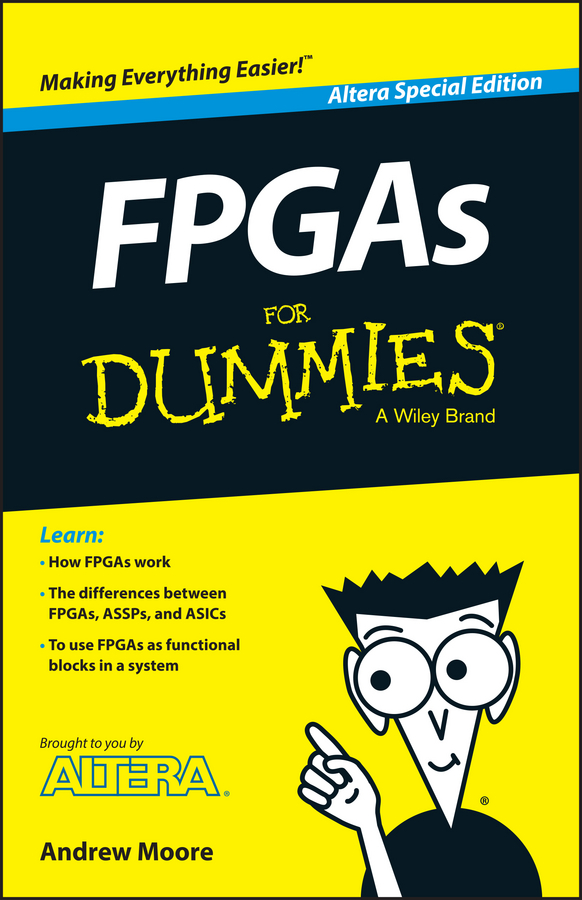 Making Everything Easier!™
Altera Special Edition
FPGAs
FOR
DUMMIES®
A Wiley Brand
Learn:
• How FPGAs work
• The differences between
FPGAs, ASSPs, and ASICs
• To use FPGAs as functional
blocks in a system
Brought to you by
ALTERA®
Andrew Moore
®